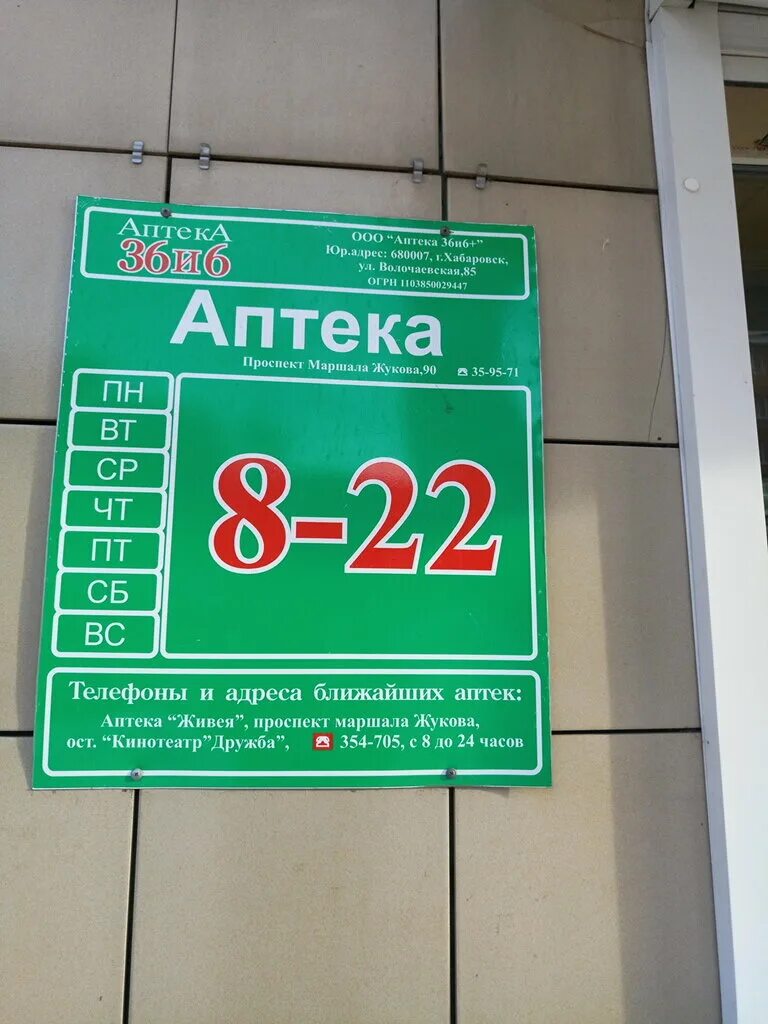 Аптека
36и6
ООО "Аптека 36и6+"
Юр.адрес: 680007, г.Хабаровск,
ул. Волочаевская,85
ОГРН 1103850029447
Аптека
Проспект Маршала Жукова,90 ☎ 35-95-71
ПН
ВТ
СР
ЧТ
ПТ
СБ
ВС
8-22
Телефоны и адреса ближайших аптек:
Аптека "Живея", проспект маршала Жукова,
ост. "Кинотеатр"Дружба", ☎ 354-705, с 8 до 24 часов